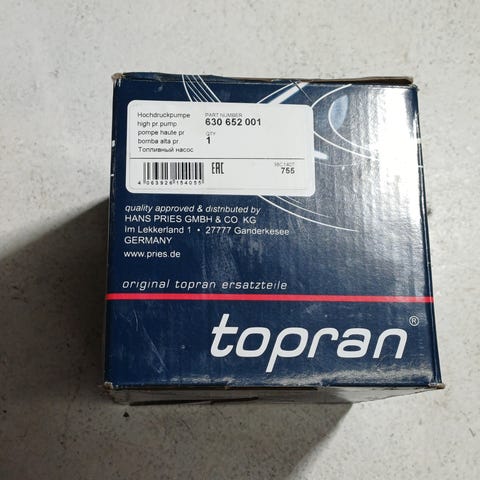 Hochdruckpumpe
high pr.pump
pompe haute pr
bomba alta pr.
Топливный насос
PART NUMBER
630 652 001
QTY
1
4 063926 154055
EAC
755
quality approved & distributed by
HANS PRIES GMBH & CO. KG
Im Lekkerland 1 • 27777 Ganderkesee
GERMANY
www.pries.de
original topran ersatzteile
topran®